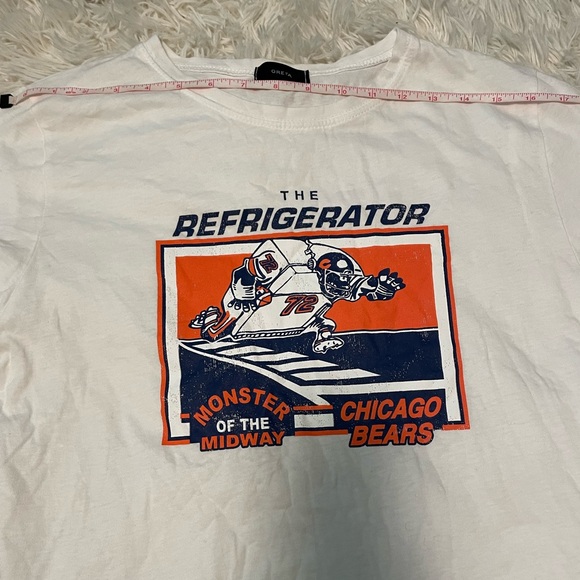 THE
REFRIGERATOR
72
72
MONSTER
OF THE
MIDWAY
CHICAGO
BEARS